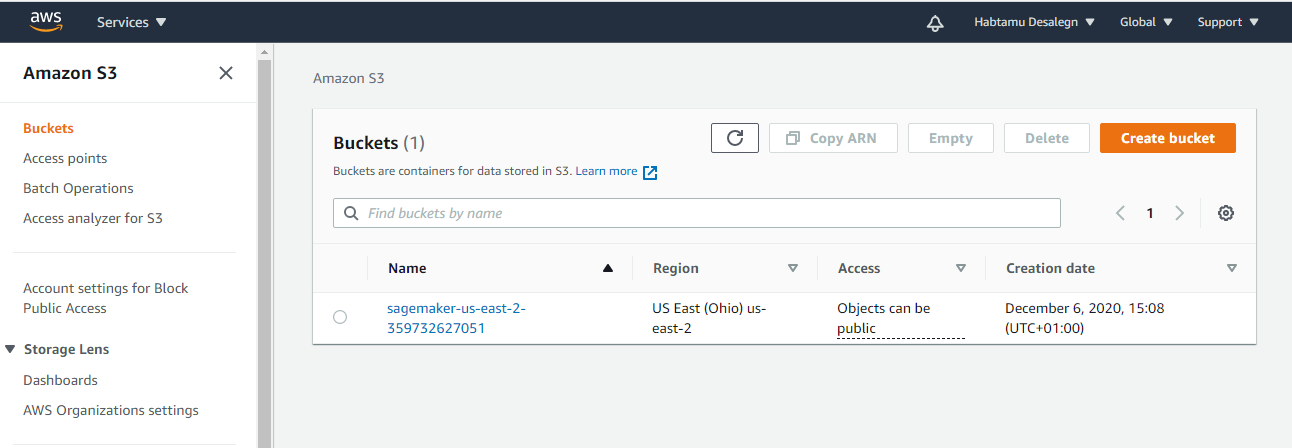 aws Services Habtamu Desalegn Global Support
Amazon S3
Buckets
Access points
Batch Operations
Access analyzer for S3
Account settings for Block
Public Access
Storage Lens
Dashboards
AWS Organizations settings
Amazon S3
Buckets (1)
Copy ARN Empty Delete Create bucket
Buckets are containers for data stored in S3. Learn more
Find buckets by name 1
Name Region Access Creation date
sagemaker-us-east-2- US East (Ohio) us- Objects can be December 6, 2020, 15:08
359732627051 east-2 public (UTC+01:00)